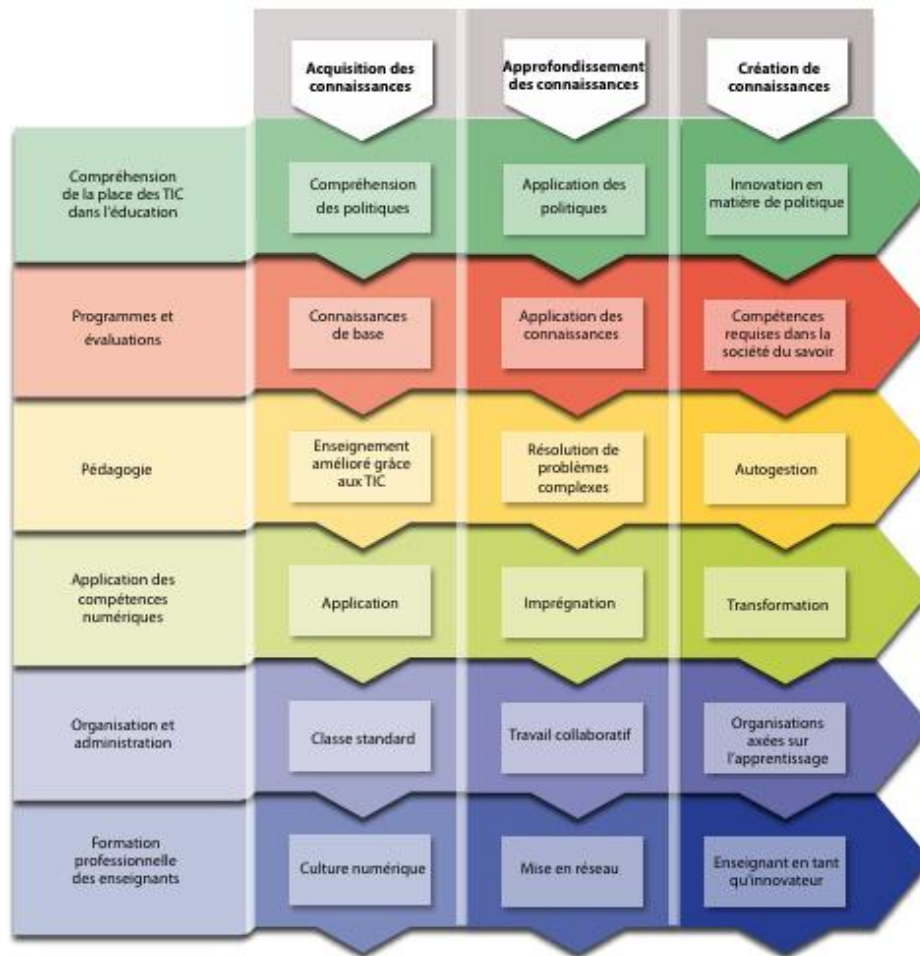 Acquisition des
connaissances
Approfondissement
des connaissances
Création de
connaissances
Compréhension
de la place des TIC
dans l'éducation
Compréhension
des politiques
Application des
politiques
Innovation en
matière de politique
Programmes et
évaluations
Connaissances
de base
Application des
connaissances
Compétences
requises dans la
société du savoir
Pédagogie
Enseignement
amélioré grâce
aux TIC
Résolution de
problèmes
complexes
Autogestion
Application des
compétences
numériques
Application
Imprégnation
Transformation
Organisation et
administration
Classe standard
Travail collaboratif
Organisations
axées sur
l'apprentissage
Formation
professionnelle
des enseignants
Culture numérique
Mise en réseau
Enseignant en tant
qu'innovateur